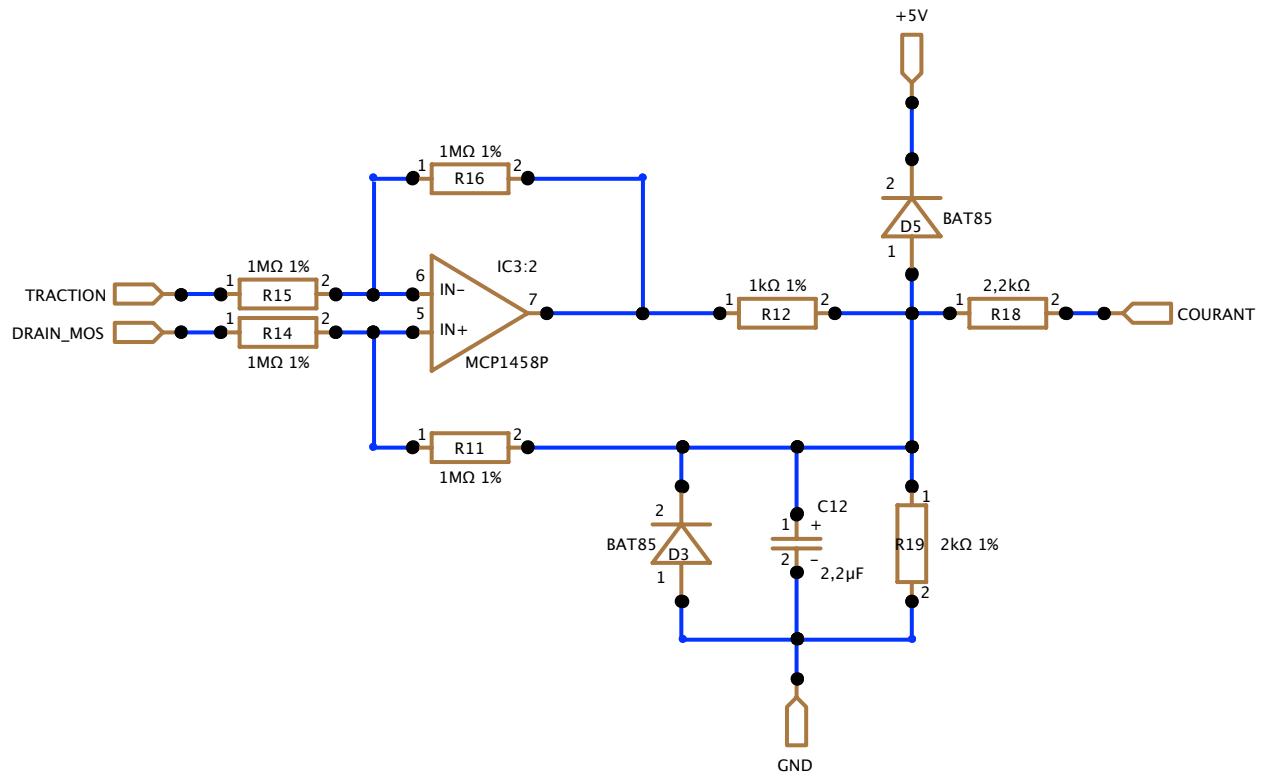 +5V
2
D5
BAT85
1
1MΩ 1%
1
R16
2
IC3:2
TRACTION
1
1MΩ 1%
R15
2
6
IN-
7
DRAIN_MOS
1
R14
2
1MΩ 1%
5
IN+
MCP1458P
1kΩ 1%
1
R12
2
2,2kΩ
1
R18
2
COURANT
1
R11
2
1MΩ 1%
2
BAT85
D3
1
C12
1
+
2
–
2,2µF
1
R19
2kΩ 1%
2
GND